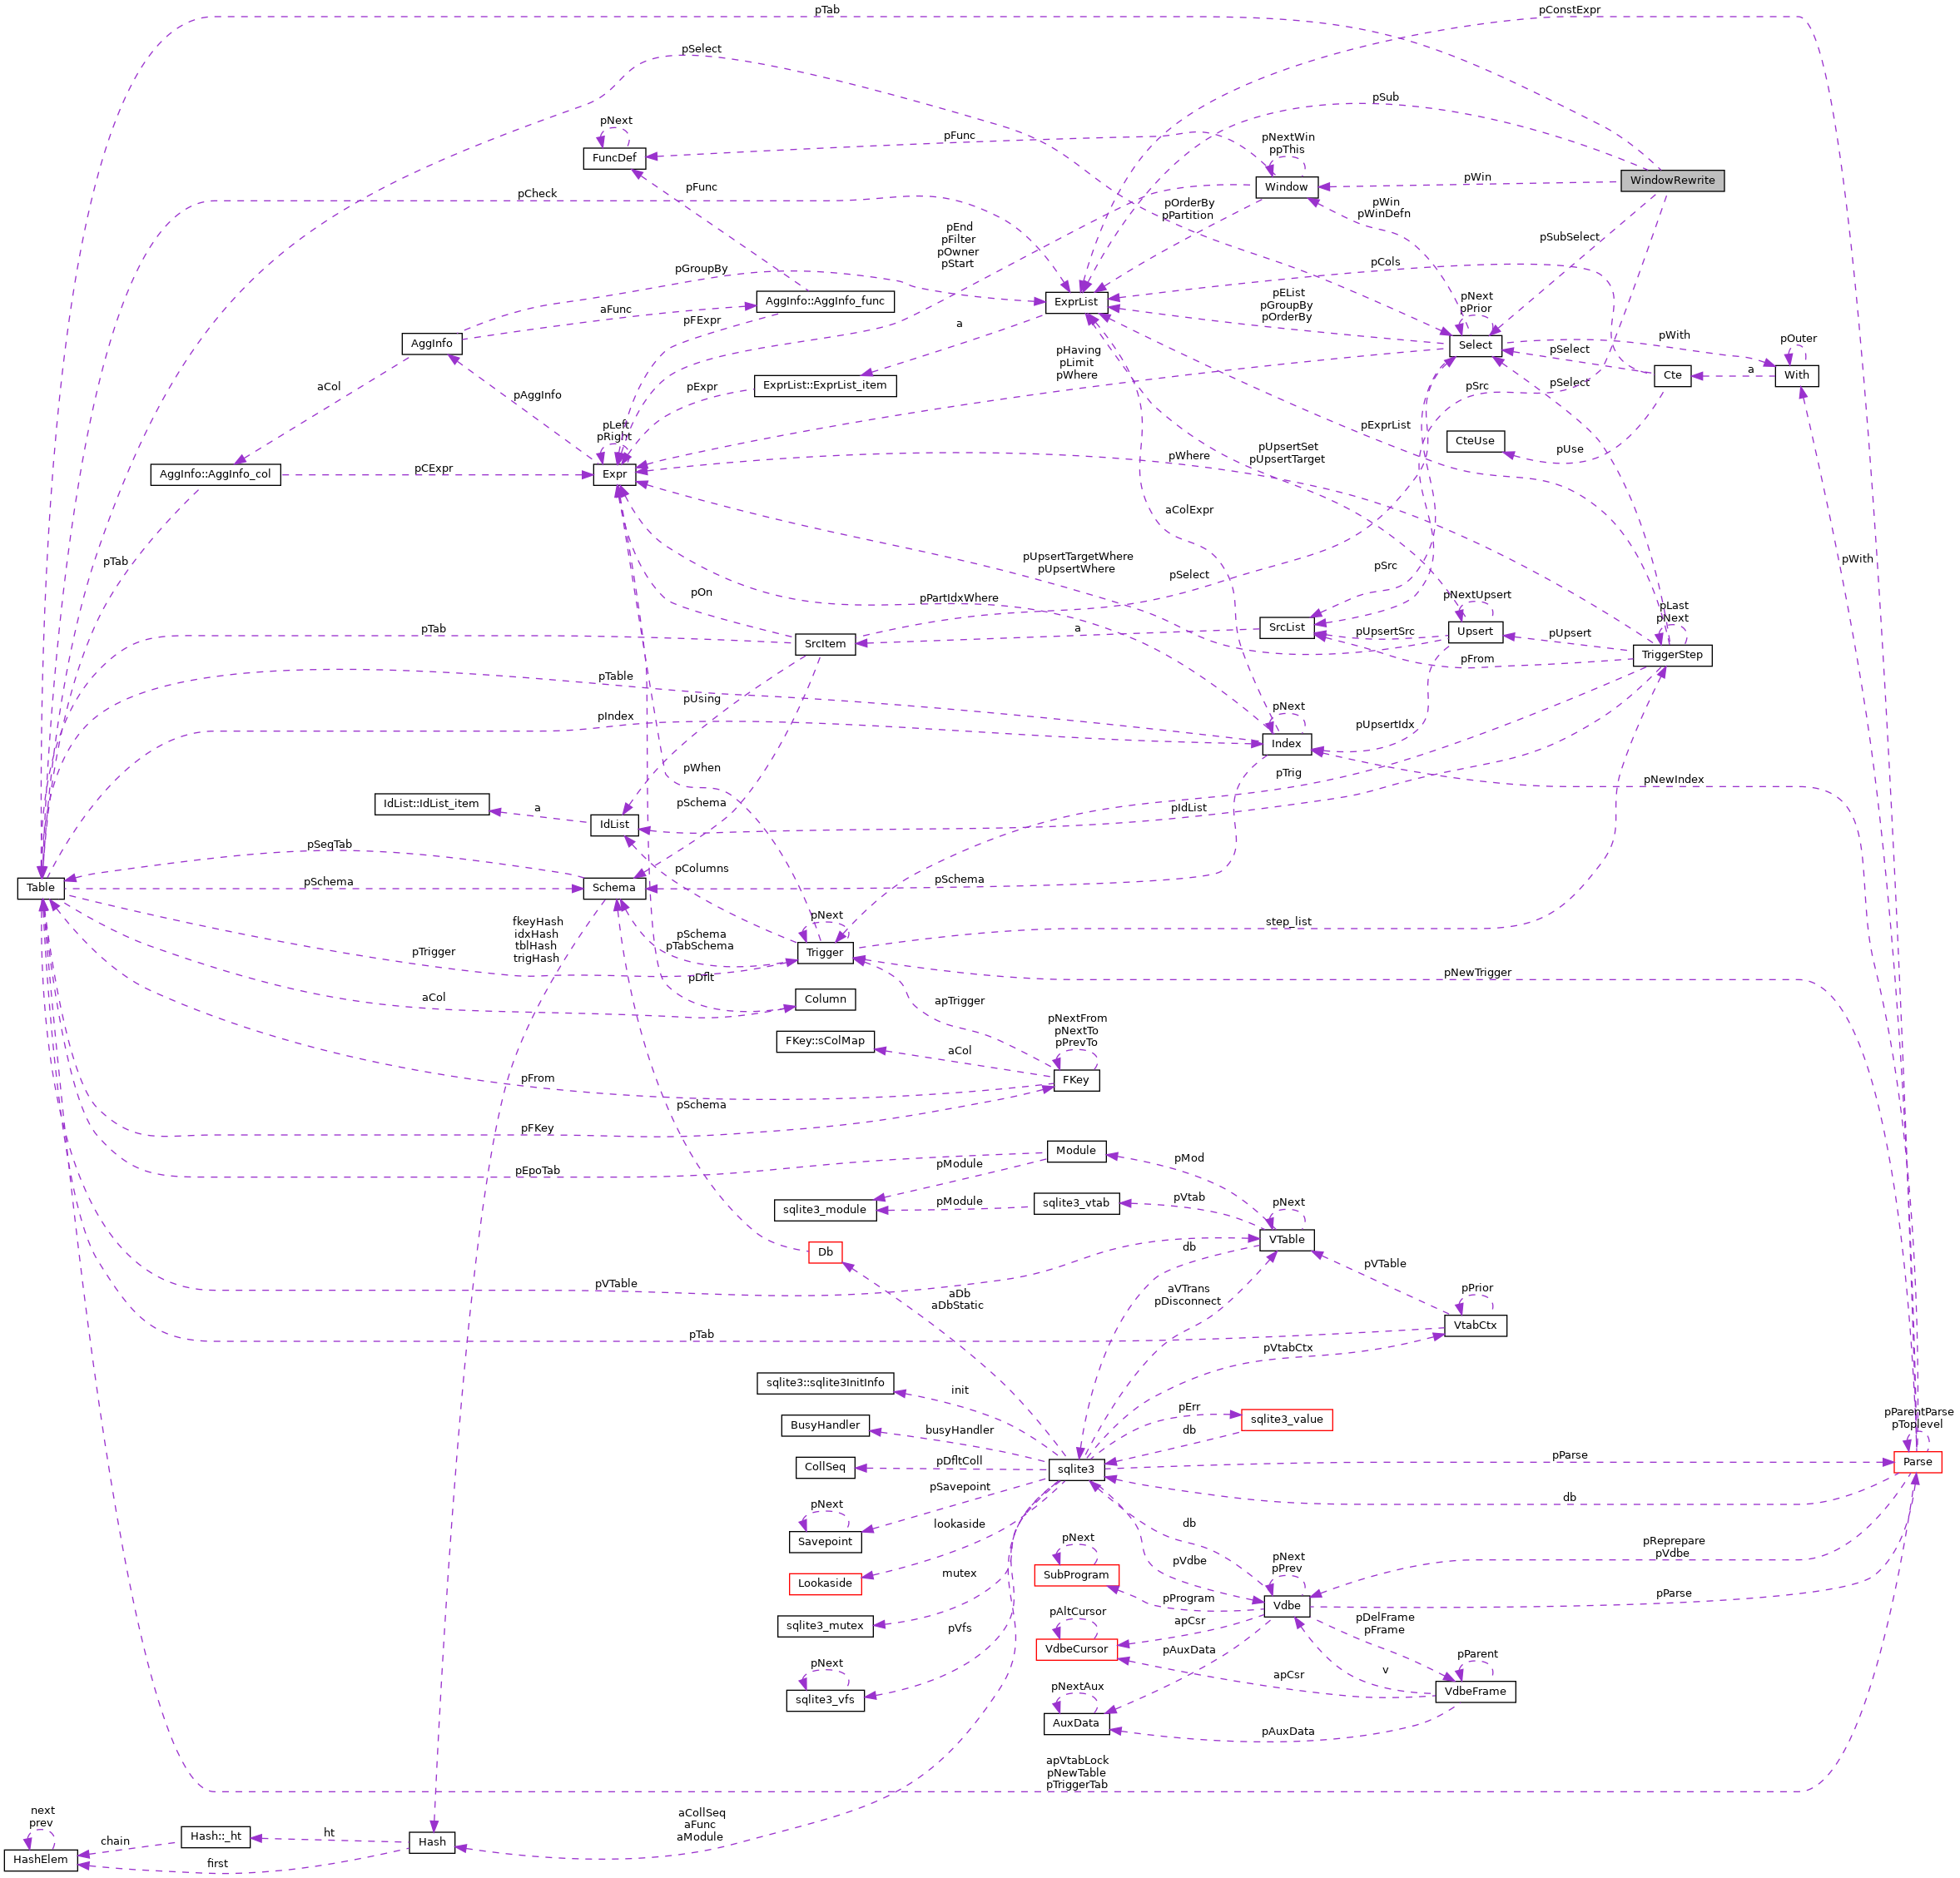 pTab
pConstExpr
pSelect
pSub
pNext
FuncDef
pFunc
pNextWin
ppThis
Window
pWin
WindowRewrite
pFunc
pCheck
pOrderBy
pPartition
pWin
pWinDefn
pEnd
pFilter
pOwner
pStart
pSubSelect
pGroupBy
pCols
AggInfo::AggInfo_func
ExprList
pEList
pGroupBy
pOrderBy
pNext
pPrior
aFunc
pFExpr
a
AggInfo
Select
pWith
pOuter
pHaving
pLimit
pWhere
pSelect
Cte
a
With
aCol
pExpr
ExprList::ExprList_item
pSrc
pSelect
pAggInfo
pLeft
pRight
pExprList
CteUse
pUse
pUpsertSet
pUpsertTarget
pWhere
AggInfo::AggInfo_col
pCExpr
Expr
aColExpr
pTab
pUpsertTargetWhere
pUpsertWhere
pWith
pSrc
pSelect
pOn
pPartIdxWhere
pNextUpsert
pLast
pNext
pTab
SrcItem
a
SrcList
pUpsertSrc
Upsert
pUpsert
pFrom
TriggerStep
pTable
pUsing
pIndex
pNext
pUpsertIdx
Index
pWhen
pTrig
pNewIndex
IdList::IdList_item
a
IdList
pSchema
pIdList
pSeqTab
pColumns
Table
pSchema
Schema
pSchema
fkeyHash
idxHash
tblHash
trigHash
pNext
step_list
pSchema
pTabSchema
pTrigger
Trigger
pNewTrigger
pDflt
aCol
Column
apTrigger
pNextFrom
pNextTo
pPrevTo
FKey::sColMap
aCol
FKey
pFrom
pSchema
pFKey
Module
pMod
pEpoTab
pModule
sqlite3_module
pModule
sqlite3_vtab
pVtab
pNext
VTable
Db
db
pVTable
aDb
aDbStatic
aVTrans
pDisconnect
pVTable
pPrior
VtabCtx
pTab
pVtabCtx
sqlite3::sqlite3InitInfo
init
pErr
sqlite3_value
BusyHandler
busyHandler
db
pParentParse
pToplevel
CollSeq
pDfltColl
sqlite3
pParse
Parse
pSavepoint
db
pNext
lookaside
db
Savepoint
pNext
pReprepare
pVdbe
pVdbe
pNext
pPrev
Lookaside
mutex
SubProgram
pProgram
Vdbe
pParse
sqlite3_mutex
pVfs
pAltCursor
apCsr
pDelFrame
pFrame
VdbeCursor
pAuxData
pNext
apCsr
v
pParent
sqlite3_vfs
pNextAux
VdbeFrame
AuxData
pAuxData
apVtabLock
pNewTable
pTriggerTab
next
prev
aCollSeq
aFunc
aModule
chain
Hash::_ht
ht
Hash
HashElem
first